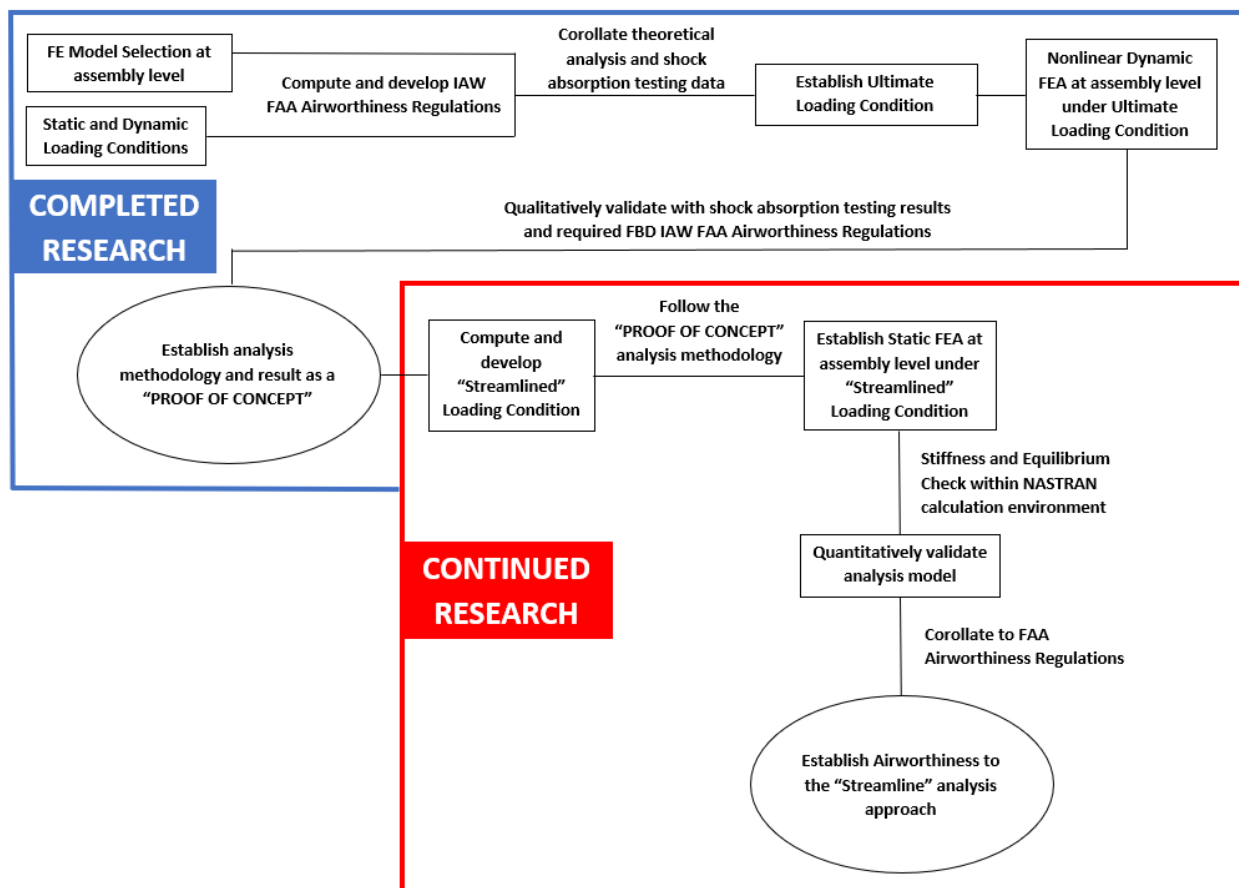 FE Model Selection at
assembly level
Static and Dynamic
Loading Conditions
Compute and develop IAW
FAA Airworthiness Regulations
Corollate theoretical
analysis and shock
absorption testing data
Establish Ultimate
Loading Condition
Nonlinear Dynamic
FEA at assembly level
under Ultimate
Loading Condition
COMPLETED
RESEARCH
Qualitatively validate with shock absorption testing results
and required FBD IAW FAA Airworthiness Regulations
Establish analysis
methodology and result as a
“PROOF OF CONCEPT”
Compute and
develop
“Streamlined”
Loading Condition
Follow the
“PROOF OF CONCEPT”
analysis methodology
Establish Static FEA at
assembly level under
“Streamlined”
Loading Condition
Stiffness and Equilibrium
Check within NASTRAN
calculation environment
CONTINUED
RESEARCH
Quantitatively validate
analysis model
Corollate to FAA
Airworthiness Regulations
Establish Airworthiness to
the “Streamline” analysis
approach